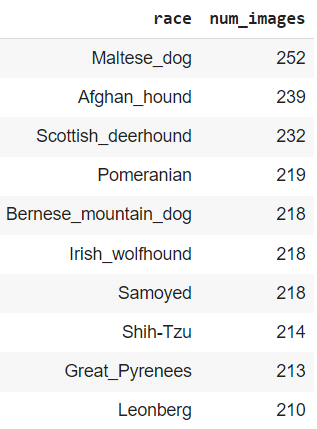 race num_images
Maltese_dog 252
Afghan_hound 239
Scottish_deerhound 232
Pomeranian 219
Bernese_mountain_dog 218
Irish_wolfhound 218
Samoyed 218
Shih-Tzu 214
Great_Pyrenees 213
Leonberg 210